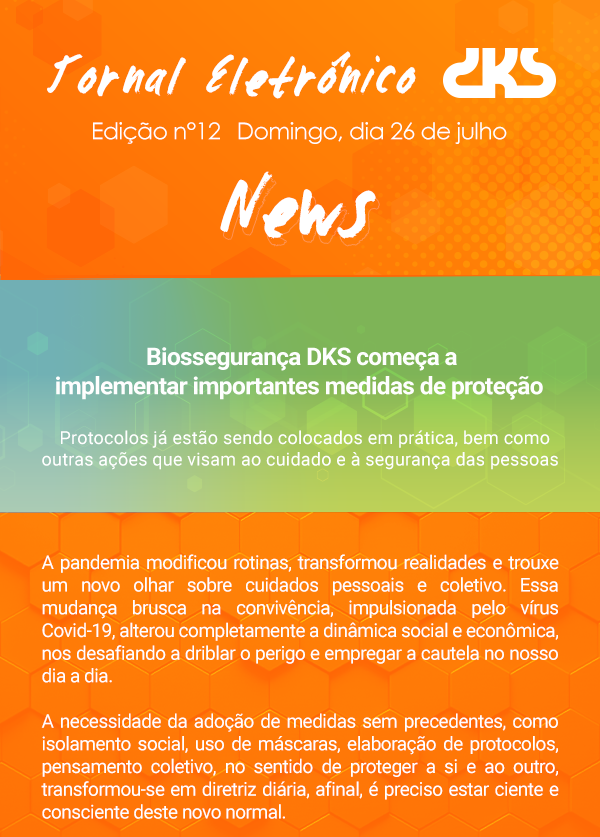 Jornal Eletrônico DKS
Edição nº12 Domingo, dia 26 de julho
News
Biossegurança DKS começa a
implementar importantes medidas de proteção
Protocolos já estão sendo colocados em prática, bem como
outras ações que visam ao cuidado e à segurança das pessoas
A pandemia modificou rotinas, transformou realidades e trouxe
um novo olhar sobre cuidados pessoais e coletivo. Essa
mudança brusca na convivência, impulsionada pelo vírus
Covid-19, alterou completamente a dinâmica social e econômica,
nos desafiando a driblar o perigo e empregar a cautela no nosso
dia a dia.
A necessidade da adoção de medidas sem precedentes, como
isolamento social, uso de máscaras, elaboração de protocolos,
pensamento coletivo, no sentido de proteger a si e ao outro,
transformou-se em diretriz diária, afinal, é preciso estar ciente e
consciente deste novo normal.